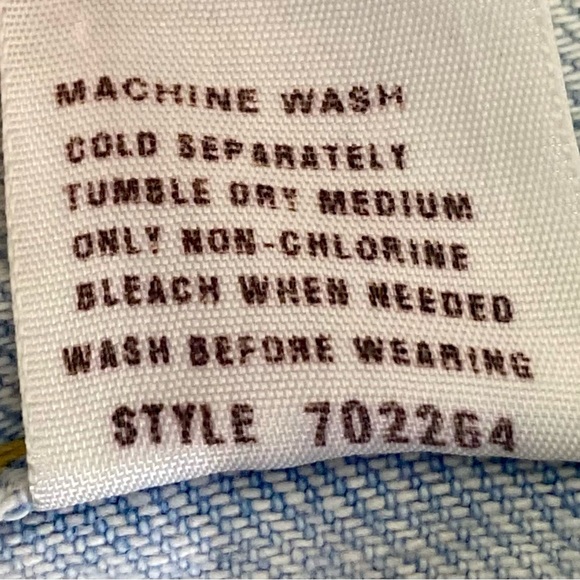 MACHINE WASH
COLD SEPARATELY
TUMBLE DRY MEDIUM
ONLY NON-CHLORINE
BLEACH WHEN NEEDED
WASH BEFORE WEARING
STYLE 702264